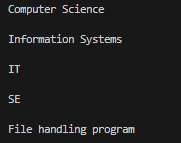 Computer Science
Information Systems
IT
SE
File handling program